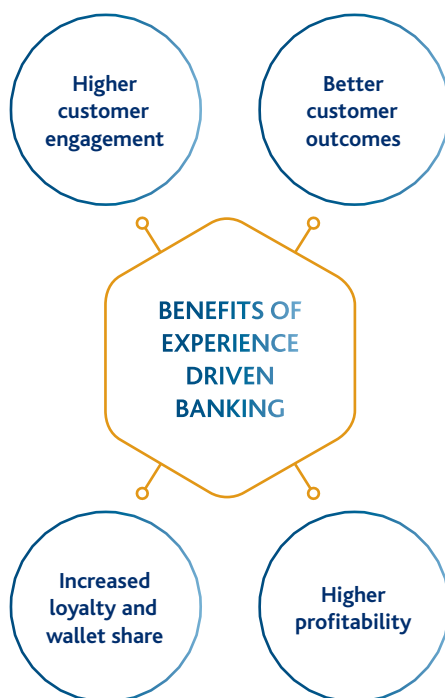 Higher
customer
engagement
Better
customer
outcomes
BENEFITS OF
EXPERIENCE
DRIVEN
BANKING
Increased
loyalty and
wallet share
Higher
profitability